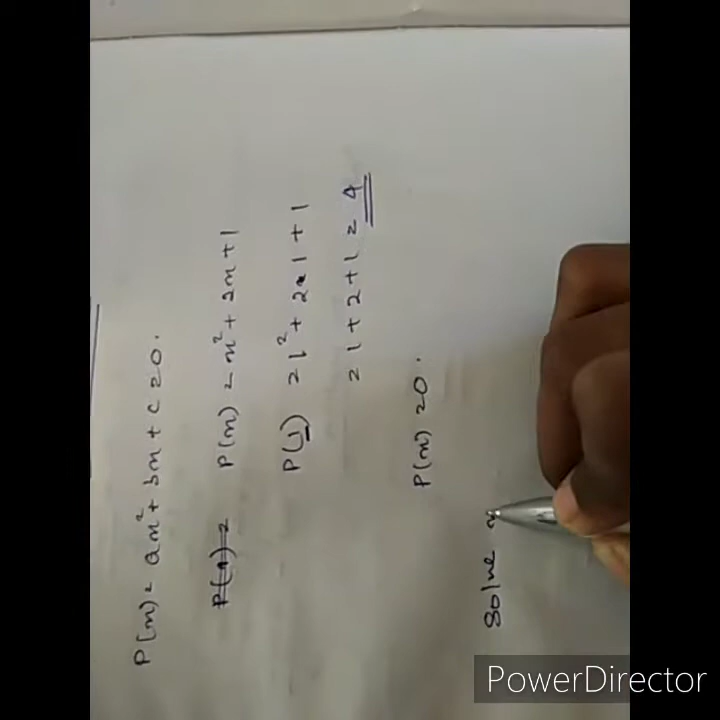 P(x) = ax² + bx + c = 0.
P(1) =
P(x) = x² + 2x + 1
P(1) = 1² + 2×1 + 1
= 1 + 2 + 1 = 4
P(x) = 0.
Solve x
PowerDirector